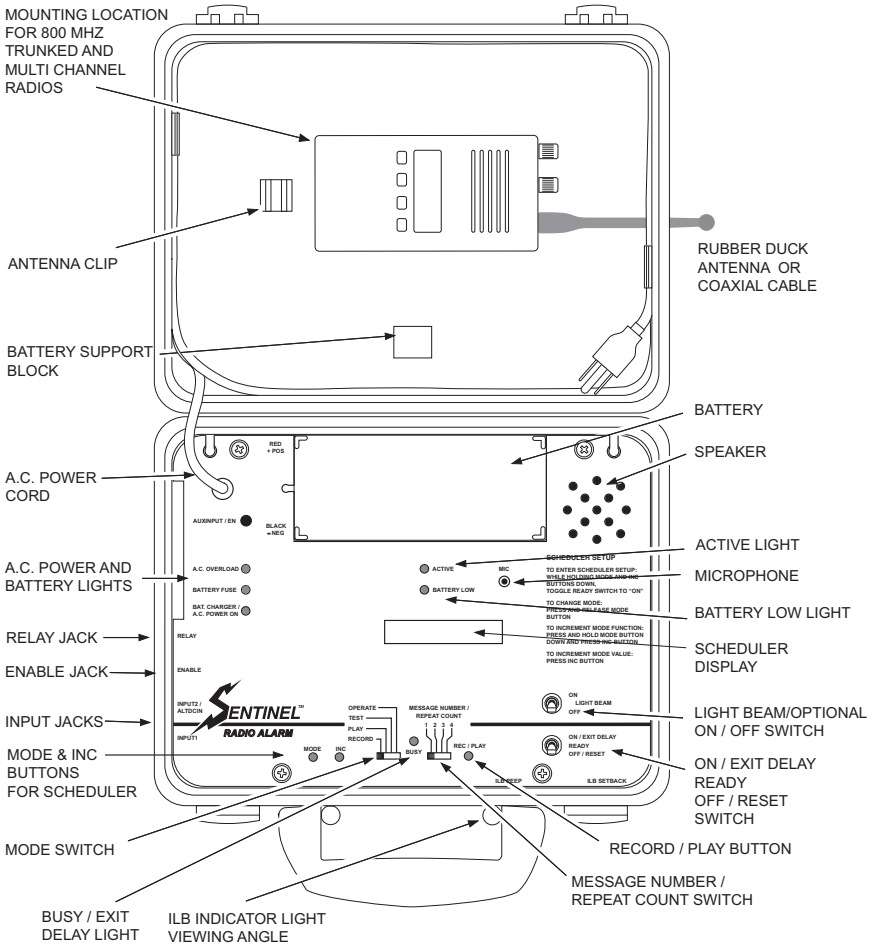 MOUNTING LOCATION
FOR 800 MHZ
TRUNKED AND
MULTI CHANNEL
RADIOS
ANTENNA CLIP
RUBBER DUCK
ANTENNA OR
COAXIAL CABLE
BATTERY SUPPORT
BLOCK
BATTERY
SPEAKER
A.C. POWER
CORD
RED
+ POS
BLACK
- NEG
AUXINPUT / EN
A.C. POWER AND
BATTERY LIGHTS
A.C. OVERLOAD
BATTERY FUSE
BAT. CHARGER /
A.C. POWER ON
ACTIVE
BATTERY LOW
MIC
SCHEDULER SETUP
TO ENTER SCHEDULER SETUP:
WHILE HOLDING MODE AND INC
BUTTONS DOWN,
TOGGLE READY SWITCH TO “ON”
TO CHANGE MODE:
PRESS AND RELEASE MODE
BUTTON
TO INCREMENT MODE FUNCTION:
PRESS AND HOLD MODE BUTTON
DOWN AND PRESS INC BUTTON
TO INCREMENT MODE VALUE:
PRESS INC BUTTON
ACTIVE LIGHT
MICROPHONE
BATTERY LOW LIGHT
SCHEDULER
DISPLAY
RELAY JACK
RELAY
ENABLE JACK
ENABLE
INPUT JACKS
INPUT2 /
ALTDCIN
INPUT1
SENTINEL™
RADIO ALARM
OPERATE
TEST
PLAY
RECORD
MESSAGE NUMBER /
REPEAT COUNT
1 2 3 4
MODE
INC
BUSY
REC / PLAY
ON
LIGHT BEAM
OFF
ON / EXIT DELAY
READY
OFF / RESET
ILB PEEP
ILB SETBACK
LIGHT BEAM/OPTIONAL
ON / OFF SWITCH
MODE & INC
BUTTONS
FOR SCHEDULER
ON / EXIT DELAY
READY
OFF / RESET
SWITCH
MODE SWITCH
RECORD / PLAY BUTTON
MESSAGE NUMBER /
REPEAT COUNT SWITCH
BUSY / EXIT
DELAY LIGHT
ILB INDICATOR LIGHT
VIEWING ANGLE